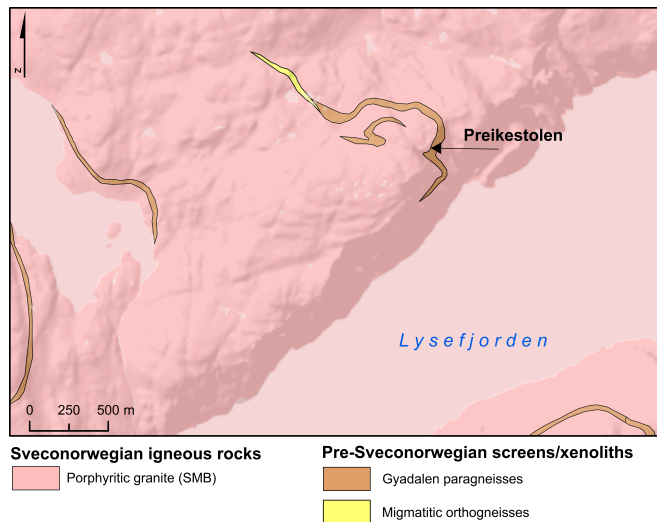 N
Preikestolen
Lysefjorden
0 250 500 m
Sveconorwegian igneous rocks
Porphyritic granite (SMB)
Pre-Sveconorwegian screens/xenoliths
Gyadalen paragneisses
Migmatitic orthogneisses